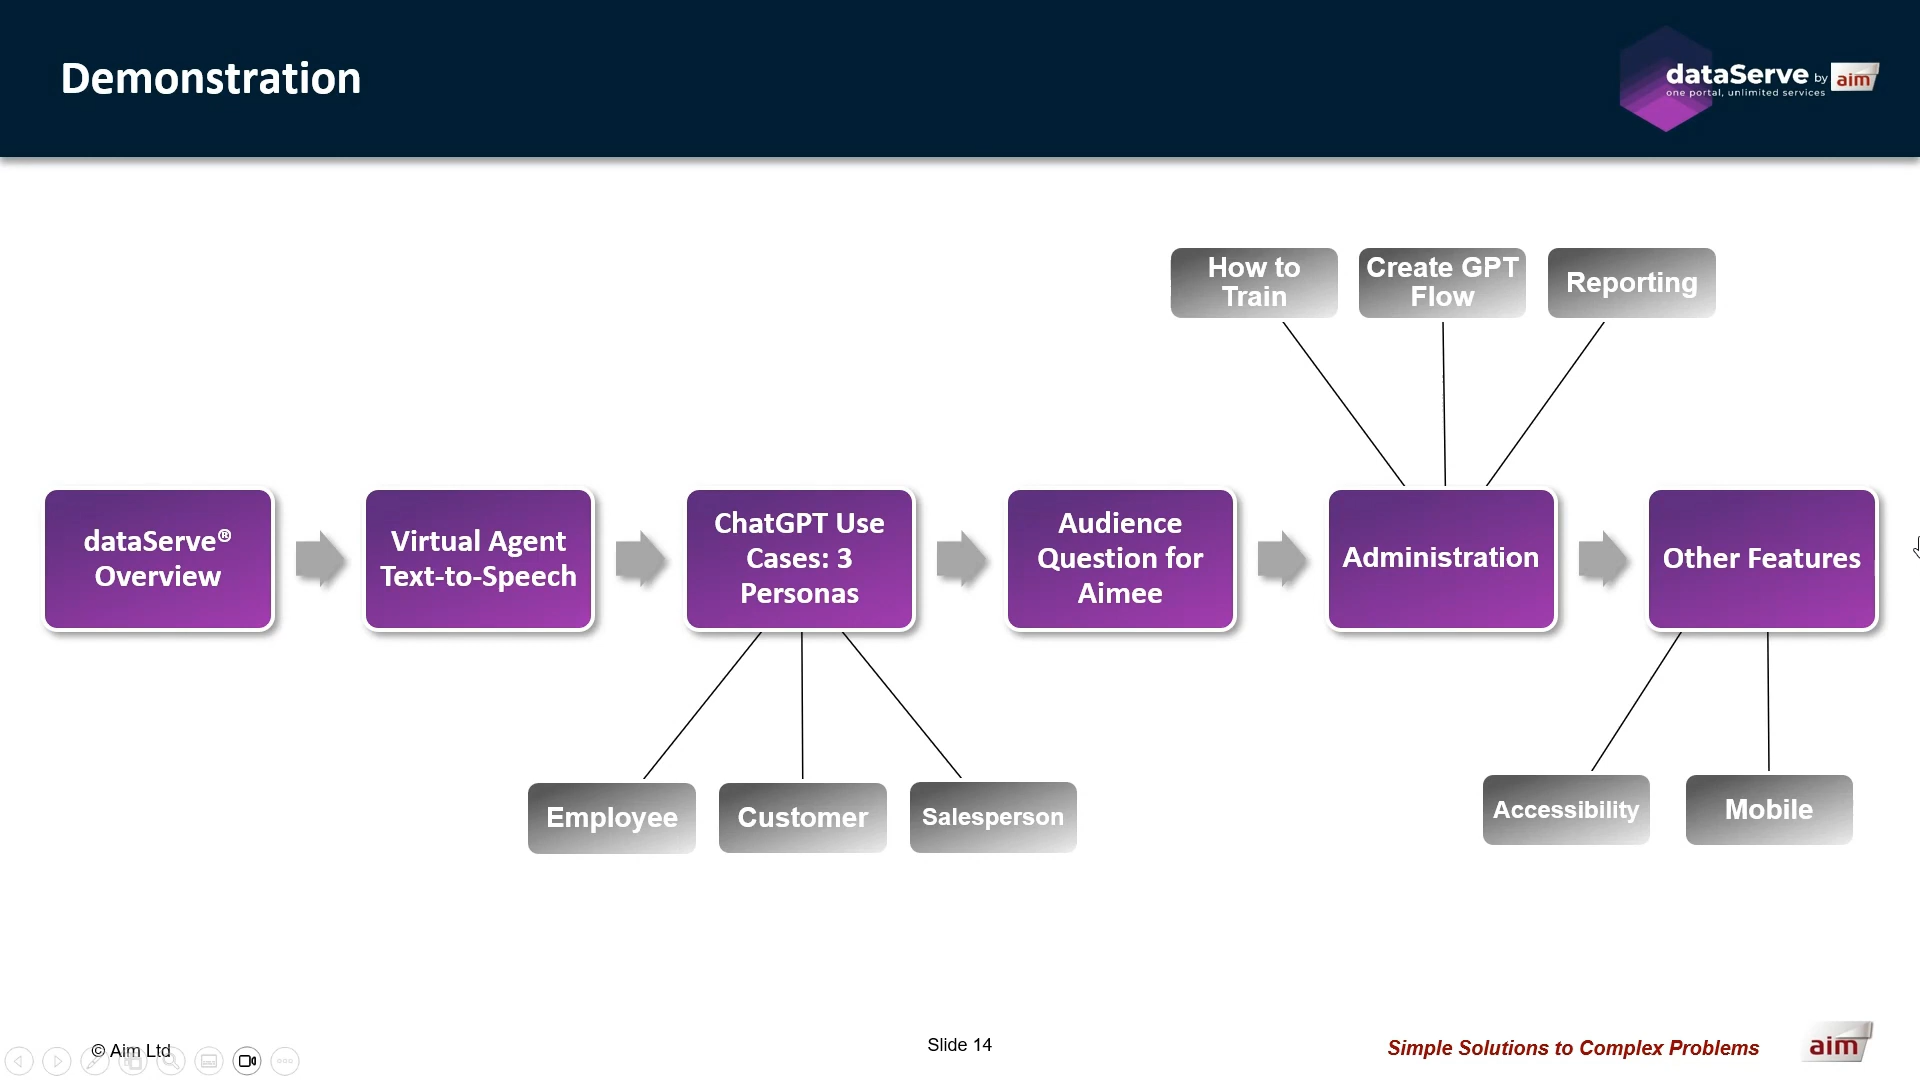 Demonstration
dataServe by aim
one portal, unlimited services
How to
Train
Create GPT
Flow
Reporting
dataServe®
Overview
Virtual Agent
Text-to-Speech
ChatGPT Use
Cases: 3
Personas
Audience
Question for
Aimee
Administration
Other Features
Employee
Customer
Salesperson
Accessibility
Mobile
© Aim Ltd
Slide 14
Simple Solutions to Complex Problems
aim